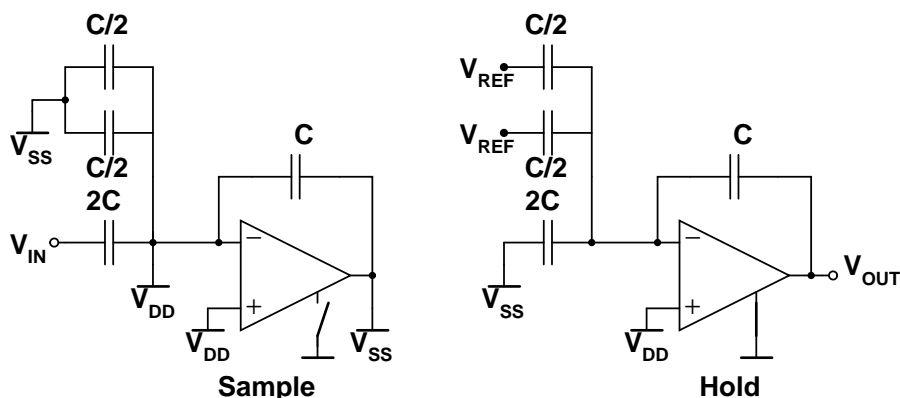 C/2
V_SS
C/2
2C
V_IN
V_DD
C
−
+
V_DD
V_SS
Sample
C/2
V_REF
V_REF
C/2
2C
V_SS
C
−
+
V_DD
V_OUT
Hold